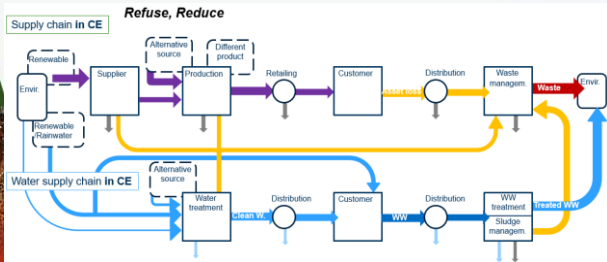 Refuse, Reduce
Supply chain in CE
Renewable
Alternative
source
Different
product
Envir.
Supplier
Production
Retailing
Customer
Distribution
Waste
managem.
Waste
Envir.
Asset loss
Renewable
/Rainwater
Water supply chain in CE
Alternative
source
Water
treatment
Distribution
Customer
Distribution
WW
treatment
Sludge
managem.
Clean W.
WW
Treated WW